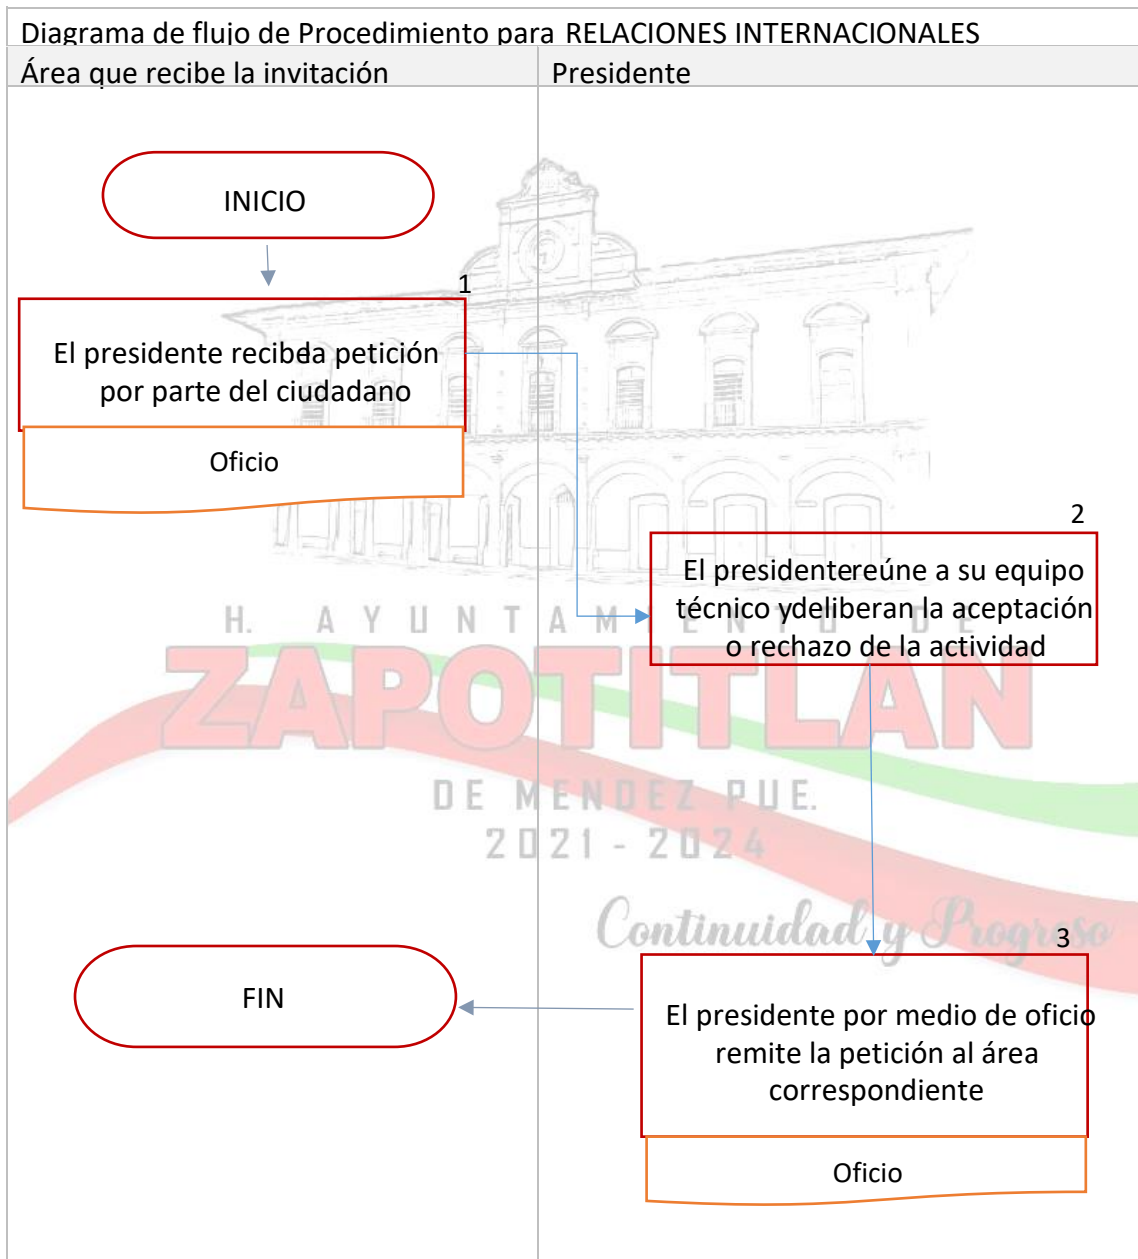 Diagrama de flujo de Procedimiento para RELACIONES INTERNACIONALES
Área que recibe la invitación
Presidente
INICIO
1
El presidente recibela petición
por parte del ciudadano
Oficio
2
El presidentereúne a su equipo
técnico ydeliberan la aceptación
o rechazo de la actividad
H. AYUNTAMIENTO DE
ZAPOTITLAN
DE MENDEZ PUE.
2021 - 2024
Continuidad y Progreso
3
El presidente por medio de oficio
remite la petición al área
correspondiente
Oficio
FIN